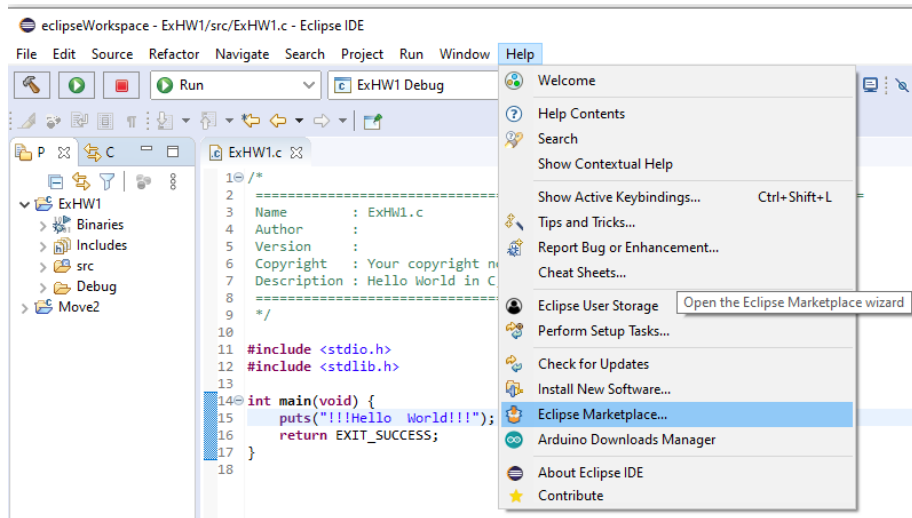 eclipseWorkspace - ExHW1/src/ExHW1.c - Eclipse IDE
File Edit Source Refactor Navigate Search Project Run Window Help
Run
ExHW1 Debug
P
C
ExHW1
Binaries
Includes
src
Debug
Move2
ExHW1.c
1 /*
2 ==================================
3 Name : ExHW1.c
4 Author :
5 Version :
6 Copyright : Your copyright
7 Description : Hello World in C
8 ==================================
9 */
10
11 #include <stdio.h>
12 #include <stdlib.h>
13
14 int main(void) {
15 puts("!!!Hello World!!!");
16 return EXIT_SUCCESS;
17 }
18
Welcome
Help Contents
Search
Show Contextual Help
Show Active Keybindings... Ctrl+Shift+L
Tips and Tricks...
Report Bug or Enhancement...
Cheat Sheets...
Eclipse User Storage
Open the Eclipse Marketplace wizard
Perform Setup Tasks...
Check for Updates
Install New Software...
Eclipse Marketplace...
Arduino Downloads Manager
About Eclipse IDE
Contribute